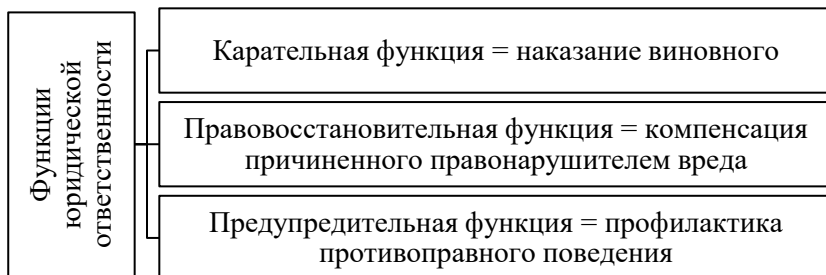 Функции
юридической
ответственности
Карательная функция = наказание виновного
Правовосстановительная функция = компенсация
причиненного правонарушителем вреда
Предупредительная функция = профилактика
противоправного поведения